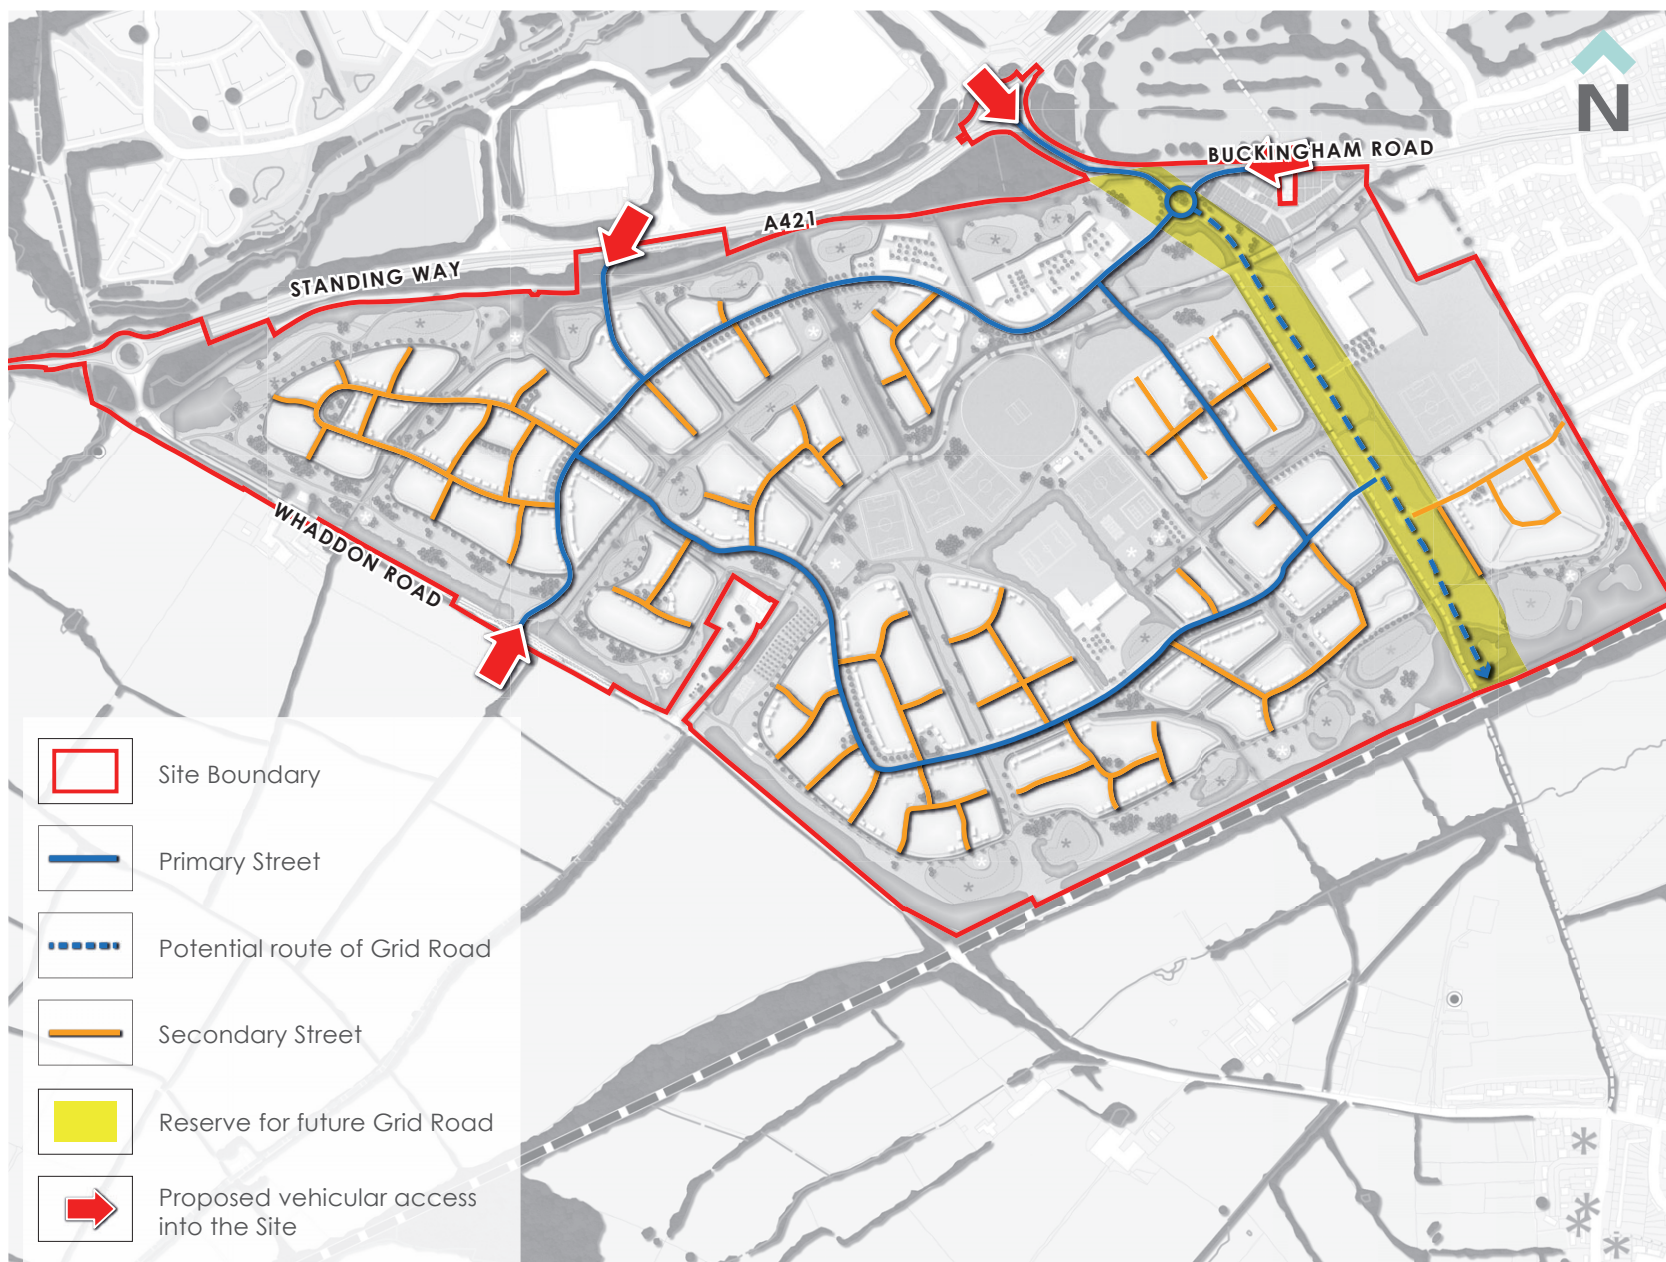 N
BUCKINGHAM ROAD
A421
STANDING WAY
WHADDON ROAD
Site Boundary
Primary Street
Potential route of Grid Road
Secondary Street
Reserve for future Grid Road
Proposed vehicular access
into the Site